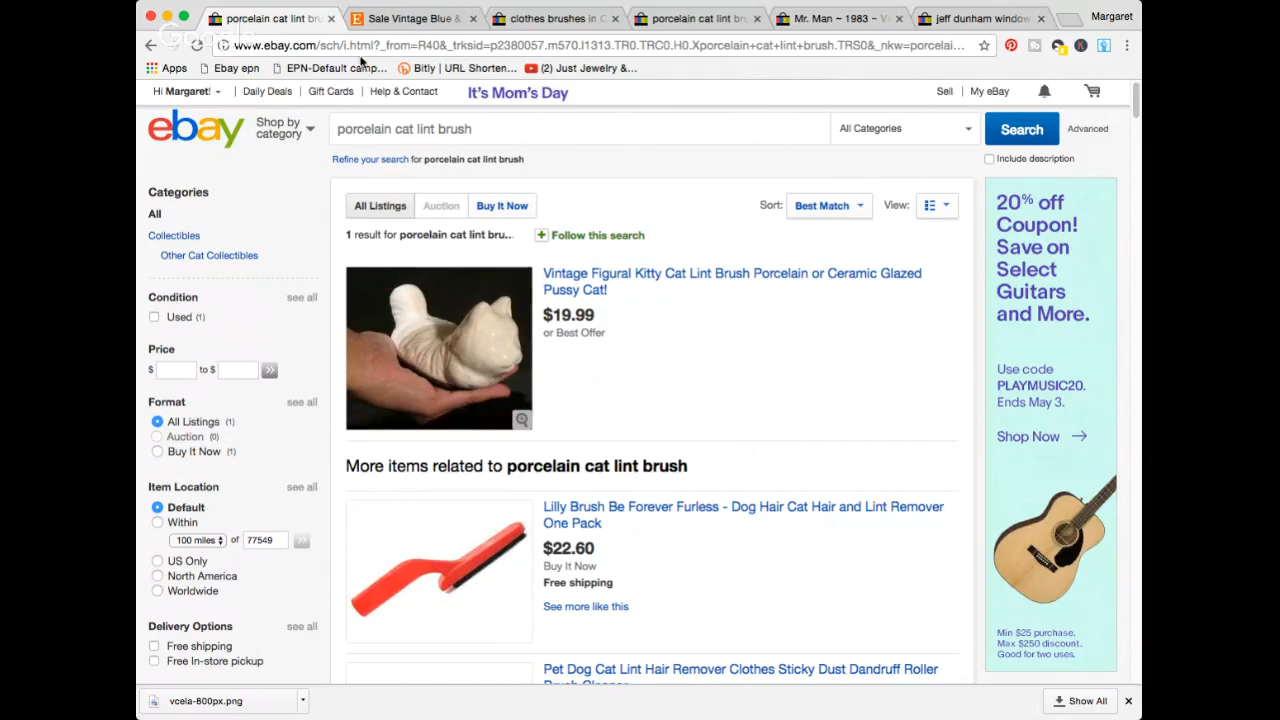 porcelain cat lint bru
Sale Vintage Blue &
clothes brushes in C
porcelain cat lint bru
Mr. Man ~ 1983 ~ Vi
jeff dunham window
Margaret
Google
www.ebay.com/sch/i.html?_from=R40&_trksid=p2380057.m570.l1313.TR0.TRC0.H0.Xporcelain+cat+lint+brush.TRS0&_nkw=porcelai...
Apps
Ebay epn
EPN-Default camp...
Bitly | URL Shorten...
(2) Just Jewelry &...
Hi Margaret!
Daily Deals
Gift Cards
Help & Contact
It's Mom's Day
Sell
My eBay
ebay
Shop by
category
porcelain cat lint brush
All Categories
Search
Advanced
Refine your search for porcelain cat lint brush
Include description
Categories
All
Collectibles
Other Cat Collectibles
Condition
see all
Used (1)
Price
$ to $
Format
see all
All Listings (1)
Auction (0)
Buy It Now (1)
Item Location
see all
Default
Within
100 miles of 77549
US Only
North America
Worldwide
Delivery Options
see all
Free shipping
Free In-store pickup
All Listings
Auction
Buy It Now
Sort:
Best Match
View:
1 result for porcelain cat lint bru...
Follow this search
Vintage Figural Kitty Cat Lint Brush Porcelain or Ceramic Glazed
Pussy Cat!
$19.99
or Best Offer
More items related to porcelain cat lint brush
Lilly Brush Be Forever Furless - Dog Hair Cat Hair and Lint Remover
One Pack
$22.60
Buy It Now
Free shipping
See more like this
Pet Dog Cat Lint Hair Remover Clothes Sticky Dust Dandruff Roller
Brush Cleaner
20% off
Coupon!
Save on
Select
Guitars
and More.
Use code
PLAYMUSIC20.
Ends May 3.
Shop Now
Min $25 purchase.
Max $250 discount.
Good for two uses.
vcela-800px.png
Show All